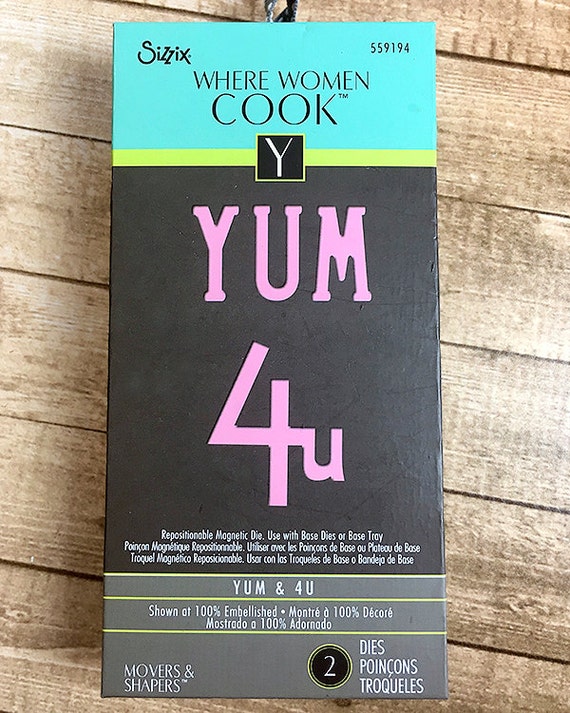 Sizzix®
559194
WHERE WOMEN
COOK™
Y
YUM
4u
Repositionable Magnetic Die. Use with Base Dies or Base Tray
Poinçon Magnétique Repositionnable. Utiliser avec les Poinçons de Base ou Plateau de Base
Troquel Magnético Reposicionable. Usar con las Troqueles de Base o Bandeja de Base
YUM & 4U
Shown at 100% Embellished • Montré à 100% Décoré
Mostrado a 100% Adornado
MOVERS &
SHAPERS™
2
DIES
POINÇONS
TROQUELES